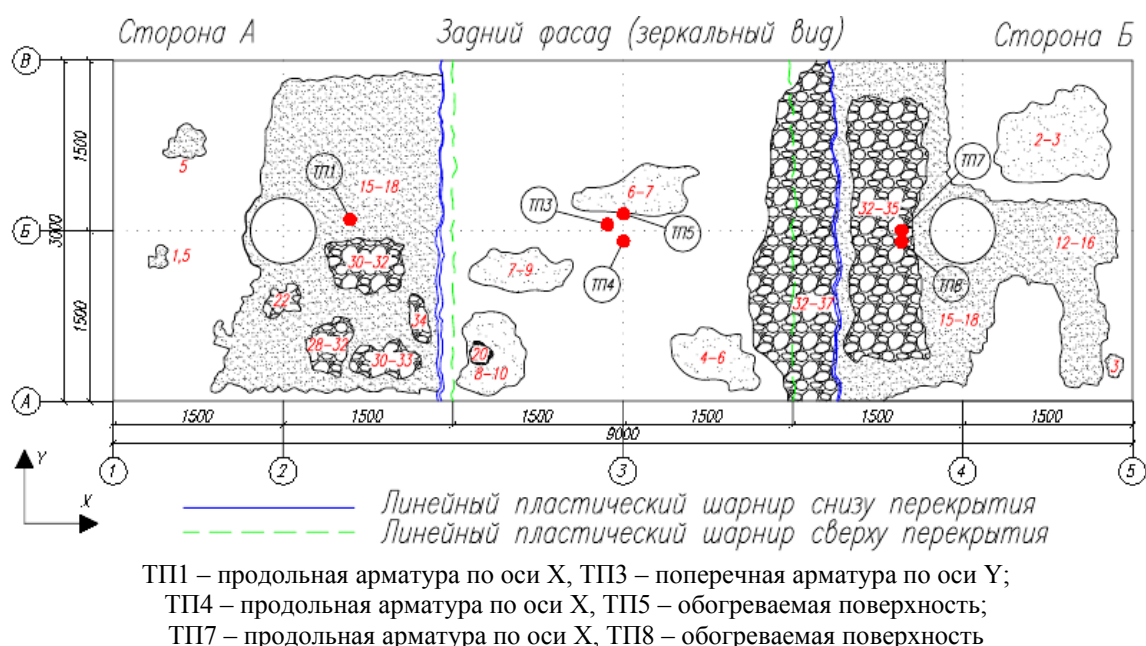 Сторона А
Задний фасад (зеркальный вид)
Сторона Б
В
1500
5
ТП1
15-18
6-7
ТП3
ТП5
ТП4
2-3
ТП7
32-35
Б
3000
1,5
30-32
22
34
28-32
30-33
7-9
20
8-10
4-6
32-37
ТП8
15-18
12-16
3
1500
А
1500 1500 1500 1500 1500 1500
9000
1 2 3 4 5
Y
X
Линейный пластический шарнир снизу перекрытия
Линейный пластический шарнир сверху перекрытия
ТП1 – продольная арматура по оси X, ТП3 – поперечная арматура по оси Y;
ТП4 – продольная арматура по оси X, ТП5 – обогреваемая поверхность;
ТП7 – продольная арматура по оси X, ТП8 – обогреваемая поверхность